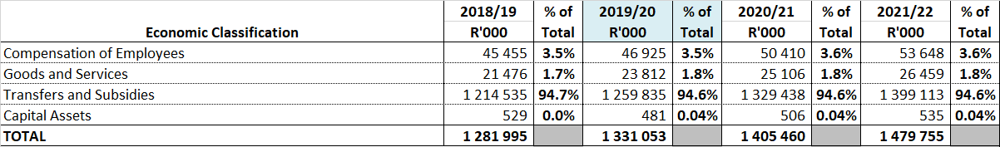 2018/19 % of 2019/20 % of 2020/21 % of 2021/22 % of
Economic Classification R'000 Total R'000 Total R'000 Total R'000 Total
Compensation of Employees 45 455 3.5% 46 925 3.5% 50 410 3.6% 53 648 3.6%
Goods and Services 21 476 1.7% 23 812 1.8% 25 106 1.8% 26 459 1.8%
Transfers and Subsidies 1 214 535 94.7% 1 259 835 94.6% 1 329 438 94.6% 1 399 113 94.6%
Capital Assets 529 0.0% 481 0.04% 506 0.04% 535 0.04%
TOTAL 1 281 995 1 331 053 1 405 460 1 479 755